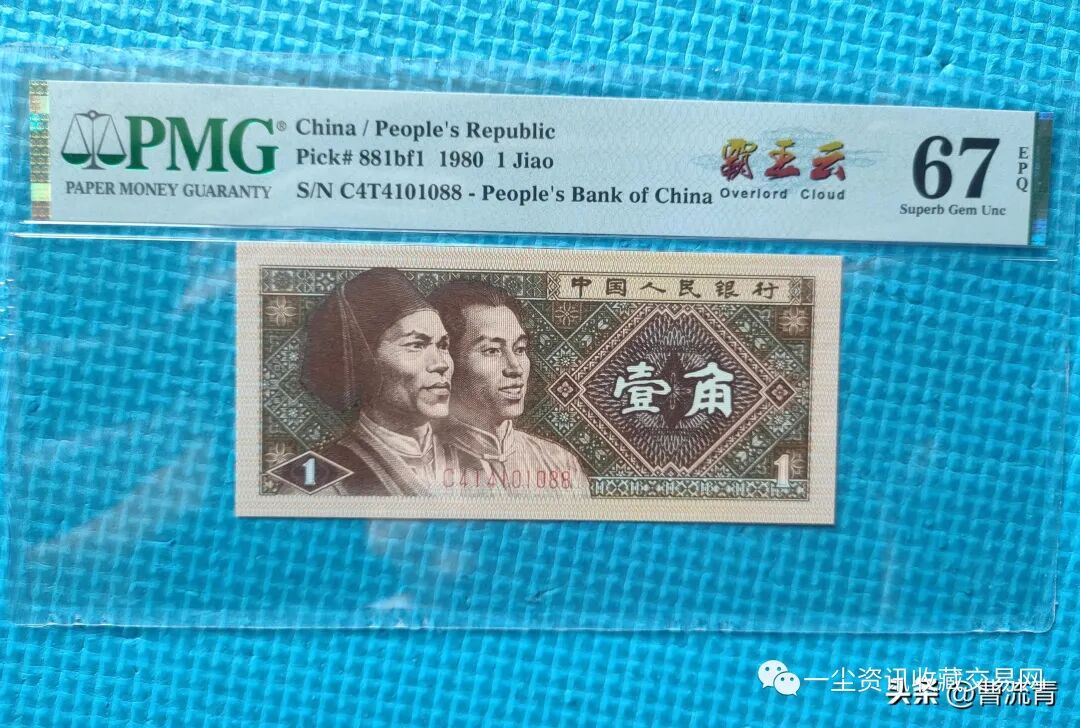 PMG®
PAPER MONEY GUARANTY
China / People's Republic
Pick# 881bf1 1980 1 Jiao
S/N C4T4101088 - People's Bank of China
霸王云
Overlord Cloud
67
Superb Gem Unc
EPQ
中国人民银行
壹角
1
C4T4101088
1
一尘资讯收藏交易网
头条 @曹流青